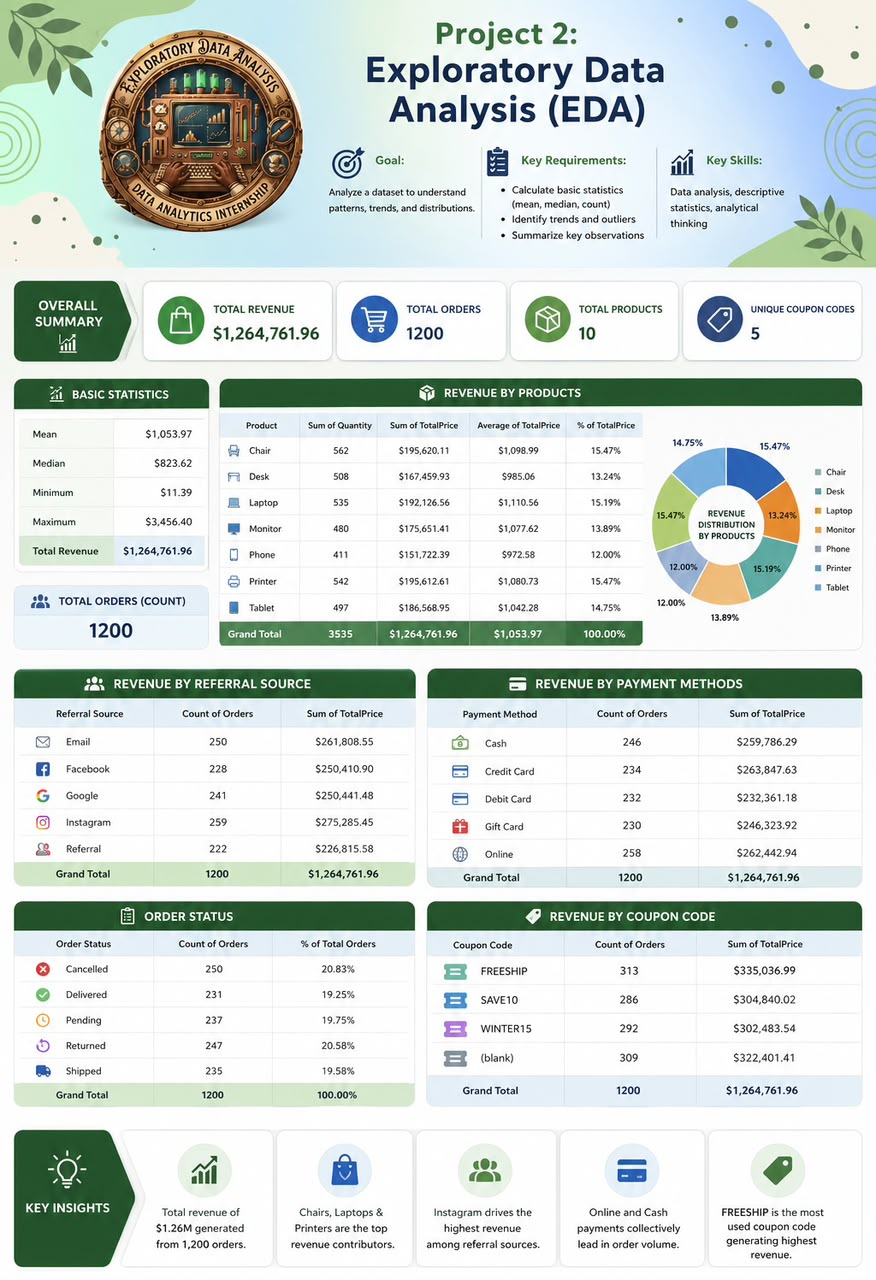 EXPLORATORY DATA ANALYSIS
DATA ANALYTICS INTERNSHIP
Project 2:
Exploratory Data
Analysis (EDA)
Goal:
Analyze a dataset to understand
patterns, trends, and distributions.
Key Requirements:
• Calculate basic statistics
(mean, median, count)
• Identify trends and outliers
• Summarize key observations
Key Skills:
Data analysis, descriptive
statistics, analytical
thinking
OVERALL
SUMMARY
TOTAL REVENUE
$1,264,761.96
TOTAL ORDERS
1200
TOTAL PRODUCTS
10
UNIQUE COUPON CODES
5
BASIC STATISTICS
Mean $1,053.97
Median $823.62
Minimum $11.39
Maximum $3,456.40
Total Revenue $1,264,761.96
TOTAL ORDERS (COUNT)
1200
REVENUE BY PRODUCTS
Product Sum of Quantity Sum of TotalPrice Average of TotalPrice % of TotalPrice
Chair 562 $195,620.11 $1,098.99 15.47%
Desk 508 $167,459.93 $985.06 13.24%
Laptop 535 $192,126.56 $1,110.56 15.19%
Monitor 480 $175,651.41 $1,077.62 13.89%
Phone 411 $151,722.39 $972.58 12.00%
Printer 542 $195,612.61 $1,080.73 15.47%
Tablet 497 $186,568.95 $1,042.28 14.75%
Grand Total 3535 $1,264,761.96 $1,053.97 100.00%
14.75%
15.47%
15.47%
13.24%
REVENUE
DISTRIBUTION
BY PRODUCTS
12.00%
15.19%
12.00%
13.89%
Chair
Desk
Laptop
Monitor
Phone
Printer
Tablet
REVENUE BY REFERRAL SOURCE
Referral Source Count of Orders Sum of TotalPrice
Email 250 $261,808.55
Facebook 228 $250,410.90
Google 241 $250,441.48
Instagram 259 $275,285.45
Referral 222 $226,815.58
Grand Total 1200 $1,264,761.96
REVENUE BY PAYMENT METHODS
Payment Method Count of Orders Sum of TotalPrice
Cash 246 $259,786.29
Credit Card 234 $263,847.63
Debit Card 232 $232,361.18
Gift Card 230 $246,323.92
Online 258 $262,442.94
Grand Total 1200 $1,264,761.96
ORDER STATUS
Order Status Count of Orders % of Total Orders
Cancelled 250 20.83%
Delivered 231 19.25%
Pending 237 19.75%
Returned 247 20.58%
Shipped 235 19.58%
Grand Total 1200 100.00%
REVENUE BY COUPON CODE
Coupon Code Count of Orders Sum of TotalPrice
FREESHIP 313 $335,036.99
SAVE10 286 $304,840.02
WINTER15 292 $302,483.54
(blank) 309 $322,401.41
Grand Total 1200 $1,264,761.96
KEY INSIGHTS
Total revenue of
$1.26M generated
from 1,200 orders.
Chairs, Laptops &
Printers are the top
revenue contributors.
Instagram drives the
highest revenue
among referral sources.
Online and Cash
payments collectively
lead in order volume.
FREESHIP is the most
used coupon code
generating highest
revenue.